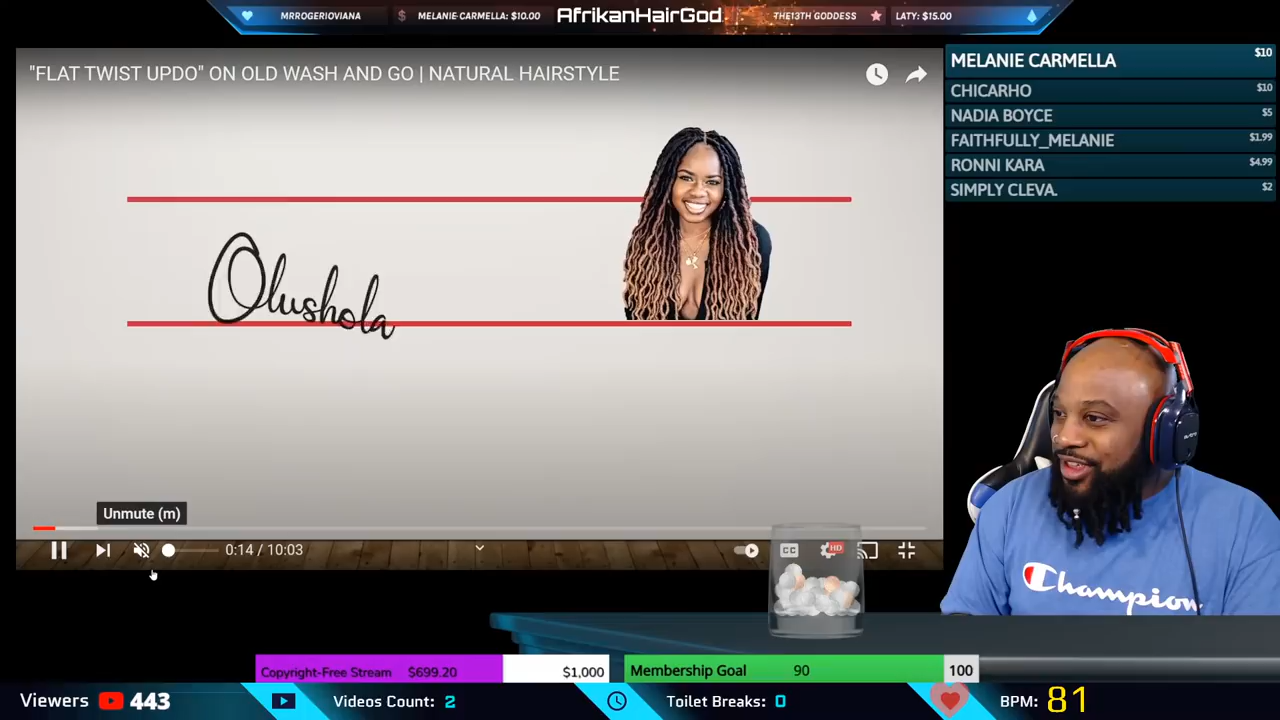 MRROGERIOVIANA
$ MELANIE CARMELLA: $10.00
AfrikanHairGod
THE13TH GODDESS
LATY: $15.00
"FLAT TWIST UPDO" ON OLD WASH AND GO | NATURAL HAIRSTYLE
MELANIE CARMELLA $10
CHICARHO $10
NADIA BOYCE $5
FAITHFULLY_MELANIE $1.99
RONNI KARA $4.99
SIMPLY CLEVA. $2
Olushola
Unmute (m)
0:14 / 10:03
CC
HD
Champion
Copyright-Free Stream $699.20 $1,000
Membership Goal 90 100
Viewers 443
Videos Count: 2
Toilet Breaks: 0
BPM: 81